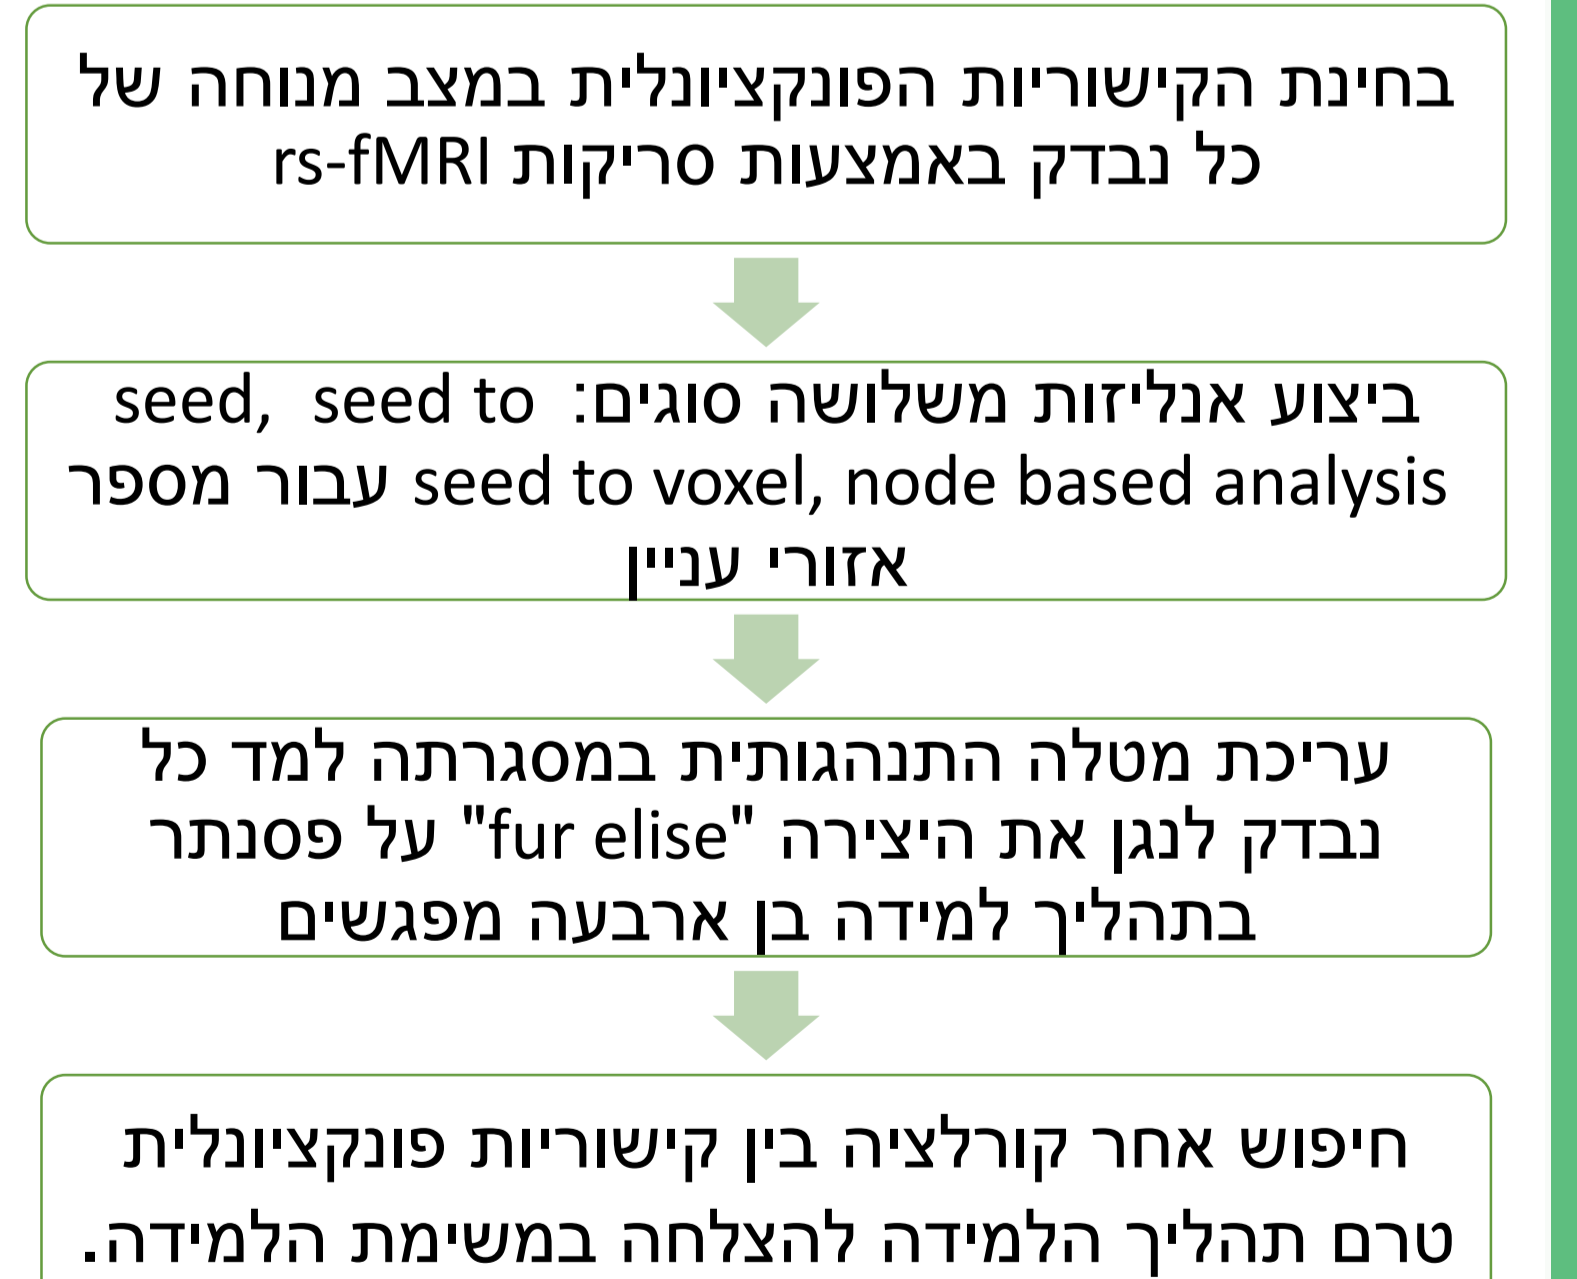 בחינת הקישוריות הפונקציונלית במצב מנוחה של
כל נבדק באמצעות סריקות rs-fMRI
ביצוע אנליזות משלושה סוגים: seed, seed to
seed to voxel, node based analysis עבור מספר
אזורי עניין
עריכת מטלה התנהגותית במסגרתה למד כל
נבדק לנגן את היצירה "fur elise" על פסנתר
בתהליך למידה בן ארבעה מפגשים
חיפוש אחר קורלציה בין קישוריות פונקציונלית
טרם תהליך הלמידה להצלחה במשימת הלמידה.